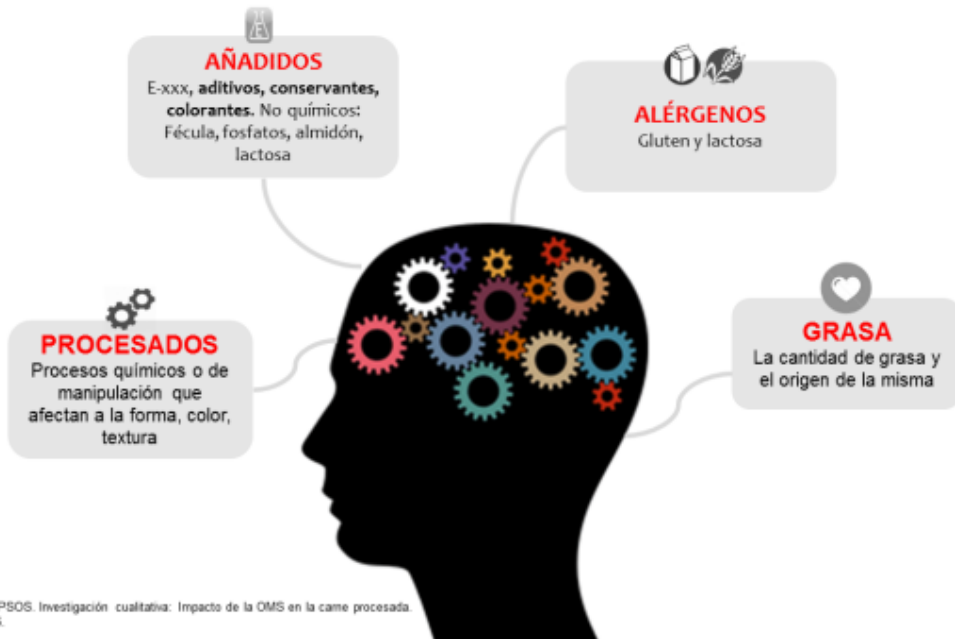 AÑADIDOS
E-xxx, aditivos, conservantes,
colorantes. No químicos:
Fécula, fosfatos, almidón,
lactosa
ALÉRGENOS
Gluten y lactosa
PROCESADOS
Procesos químicos o de
manipulación que
afectan a la forma, color,
textura
GRASA
La cantidad de grasa y
el origen de la misma
PSOS. Investigación cualitativa: Impacto de la OMS en la carne procesada.